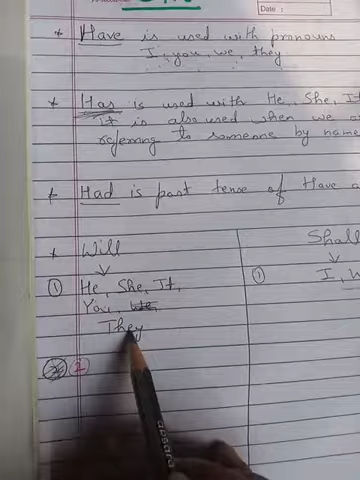 Date :
* Have is used with pronouns
I, you, we, they
* Has is used with He, She, It
it is also used when we
referring to someone by name
* Had is past tense of Have
* Will
Shall
① He, She, It,
① I,
You, We,
They
2
apsara